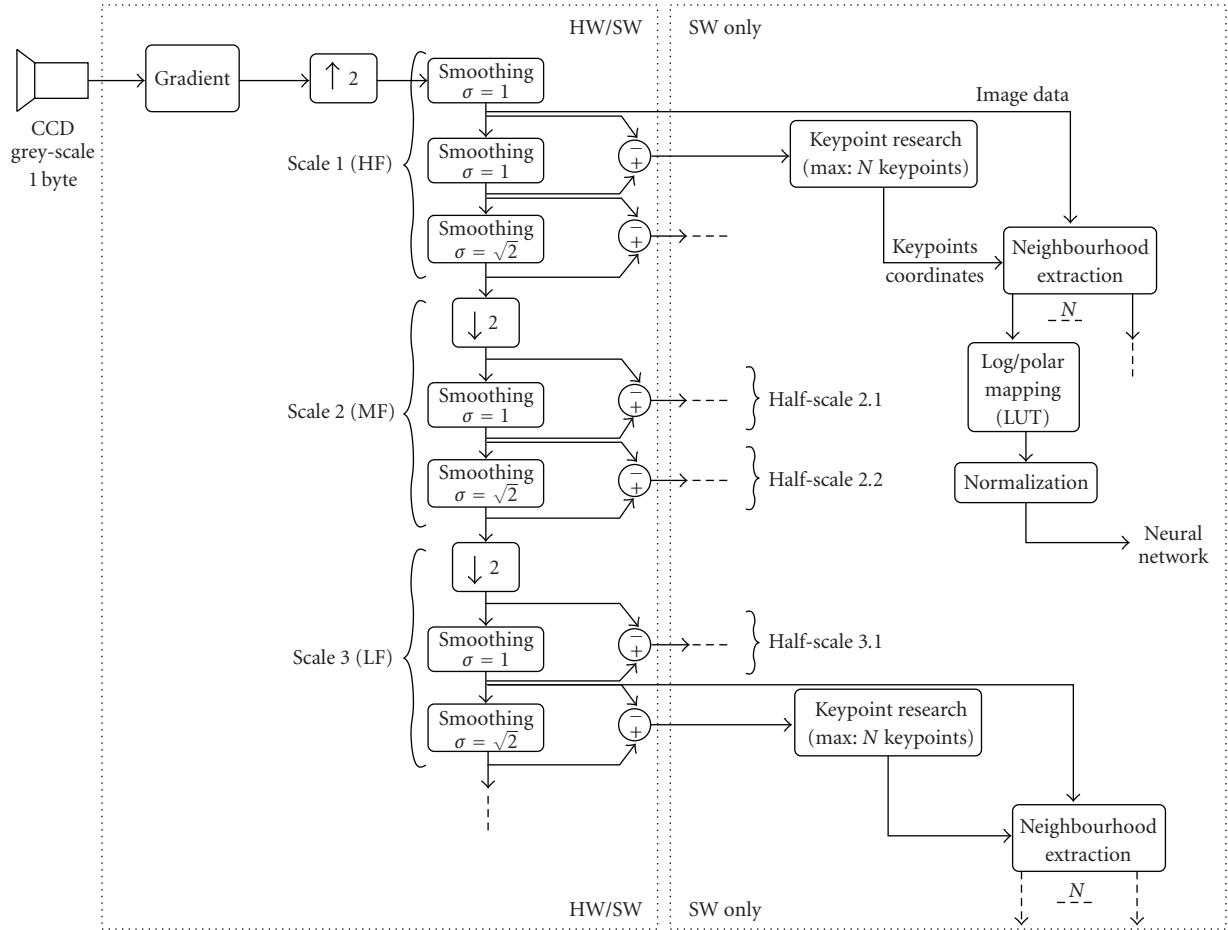 HW/SW
SW only
CCD
grey-scale
1 byte
Gradient
↑ 2
Smoothing
σ = 1
Image data
Scale 1 (HF)
Smoothing
σ = 1
−
+
Keypoint research
(max: N keypoints)
Smoothing
σ = √2
−
+
Keypoints
coordinates
Neighbourhood
extraction
N
↓ 2
Scale 2 (MF)
Smoothing
σ = 1
−
+
Half-scale 2.1
Log/polar
mapping
(LUT)
Smoothing
σ = √2
−
+
Half-scale 2.2
Normalization
Neural
network
↓ 2
Scale 3 (LF)
Smoothing
σ = 1
−
+
Half-scale 3.1
Smoothing
σ = √2
−
+
Keypoint research
(max: N keypoints)
Neighbourhood
extraction
N
HW/SW
SW only